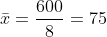 x̄ = 600/8 = 75